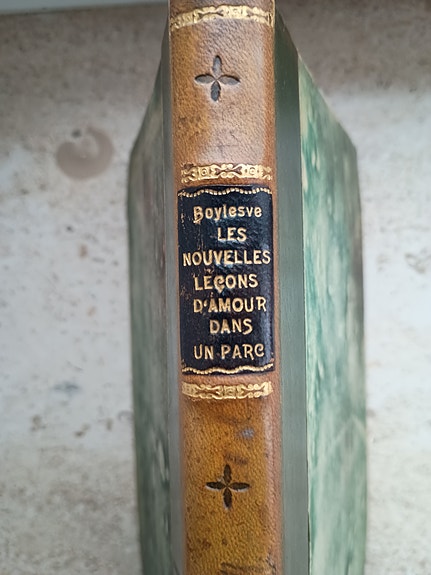 Boylesve
LES
NOUVELLES
LEÇONS
D'AMOUR
DANS
UN PARC